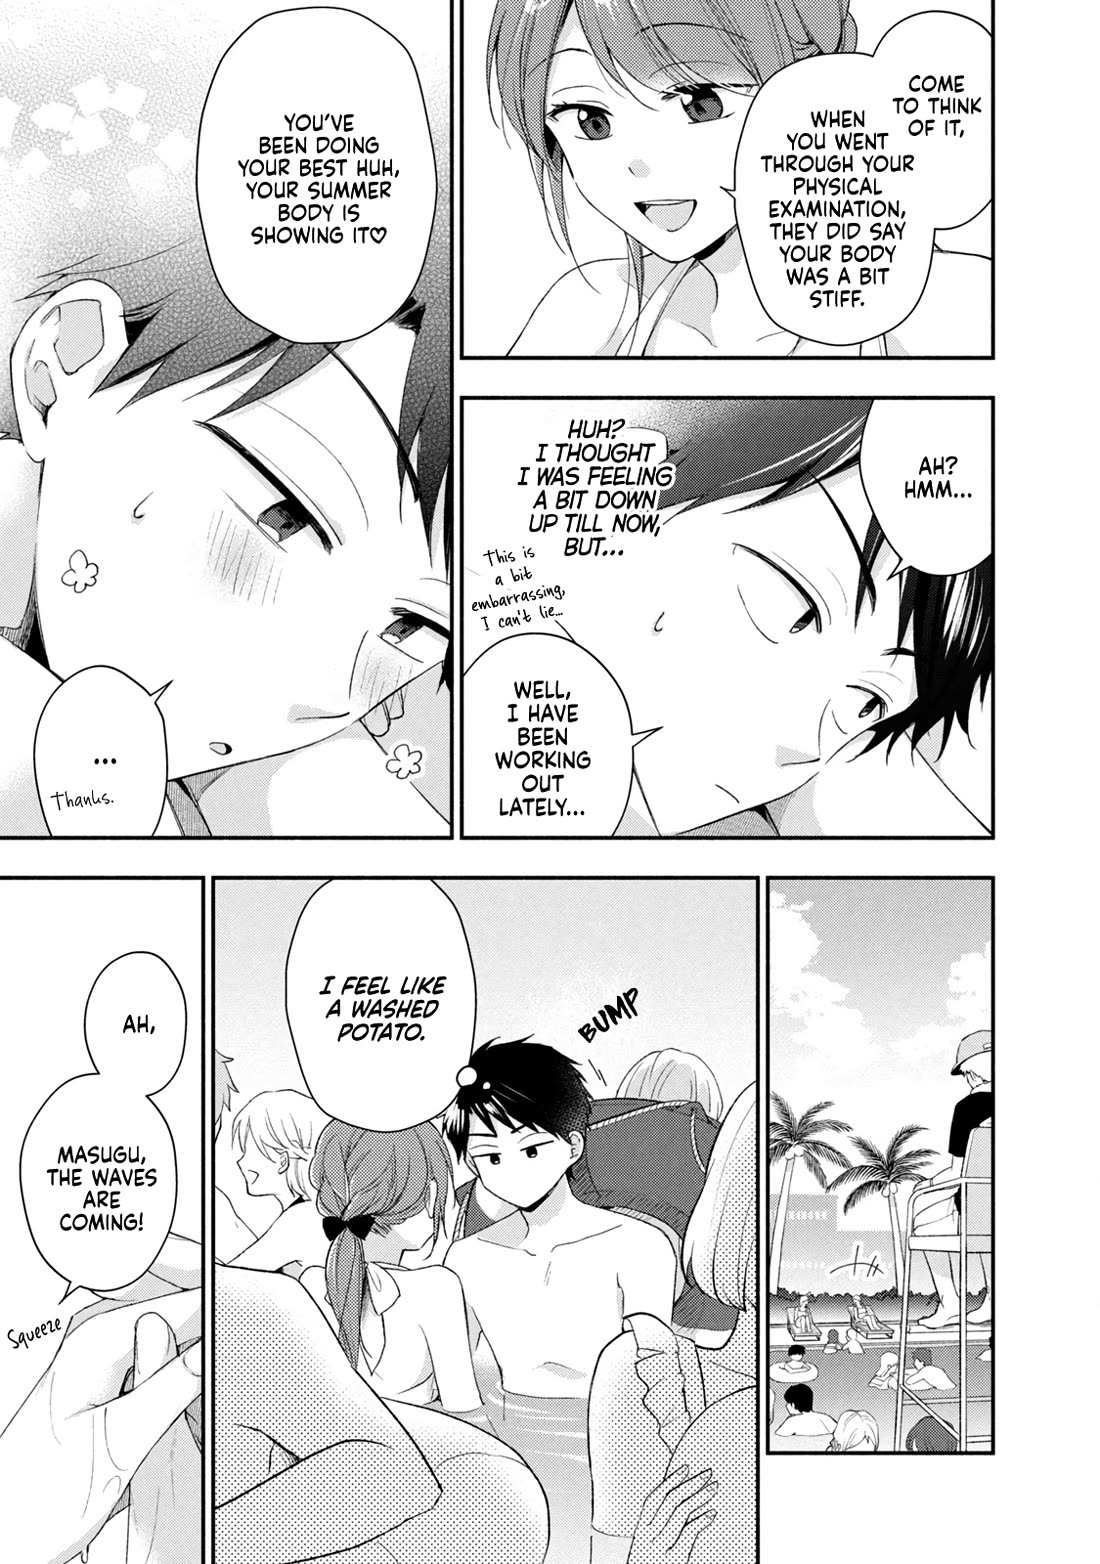 COME
TO THINK
OF IT,
WHEN
YOU WENT
THROUGH YOUR
PHYSICAL
EXAMINATION,
THEY DID SAY
YOUR BODY
WAS A BIT
STIFF.
AH?
HMM...
HUH?
I THOUGHT
I WAS FEELING
A BIT DOWN
UP TILL NOW,
BUT...
This is
a bit
embarrassing,
I can't lie...
WELL,
I HAVE
BEEN
WORKING
OUT
LATELY...
YOU'VE
BEEN DOING
YOUR BEST HUH,
YOUR SUMMER
BODY IS
SHOWING IT♡
...
Thanks.
I FEEL LIKE
A WASHED
POTATO.
BUMP
AH,
MASUGU,
THE WAVES
ARE
COMING!
Squeeze